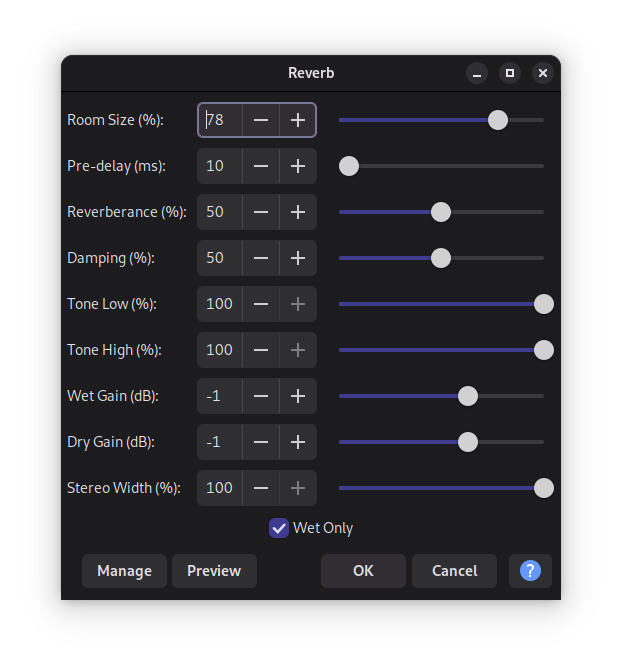 Reverb
Room Size (%): 78
Pre-delay (ms): 10
Reverberance (%): 50
Damping (%): 50
Tone Low (%): 100
Tone High (%): 100
Wet Gain (dB): -1
Dry Gain (dB): -1
Stereo Width (%): 100
Wet Only
Manage Preview OK Cancel ?